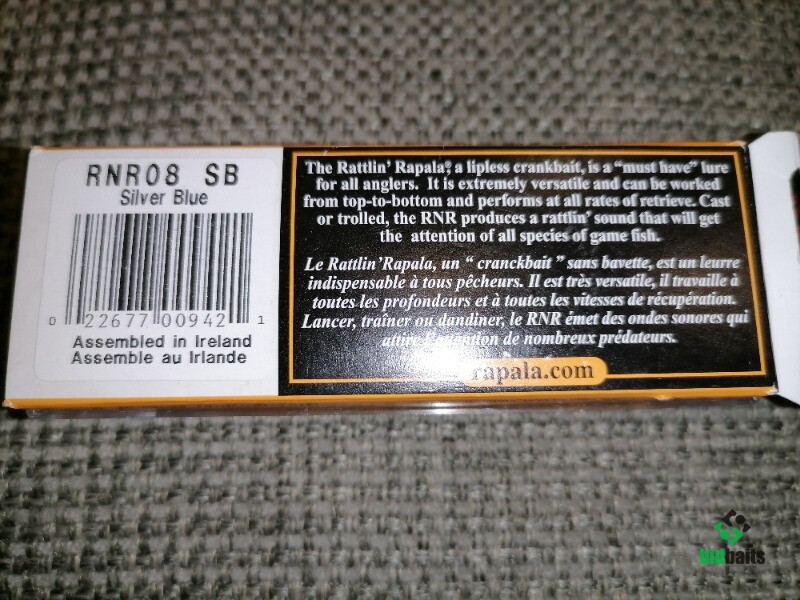 RNR08 SB
Silver Blue
0 22677 00942 1
Assembled in Ireland
Assemble au Irlande
The Rattlin' Rapala® a lipless crankbait, is a "must have" lure
for all anglers. It is extremely versatile and can be worked
from top-to-bottom and performs at all rates of retrieve. Cast
or trolled, the RNR produces a rattlin' sound that will get
the attention of all species of game fish.
Le Rattlin'Rapala, un " cranckbait " sans bavette, est un leurre
indispensable à tous pêcheurs. Il est très versatile, il travaille à
toutes les profondeurs et à toutes les vitesses de récupération.
Lancer, traîner ou dandiner, le RNR émet des ondes sonores qui
attire l'attention de nombreux prédateurs.
rapala.com
bidbaits